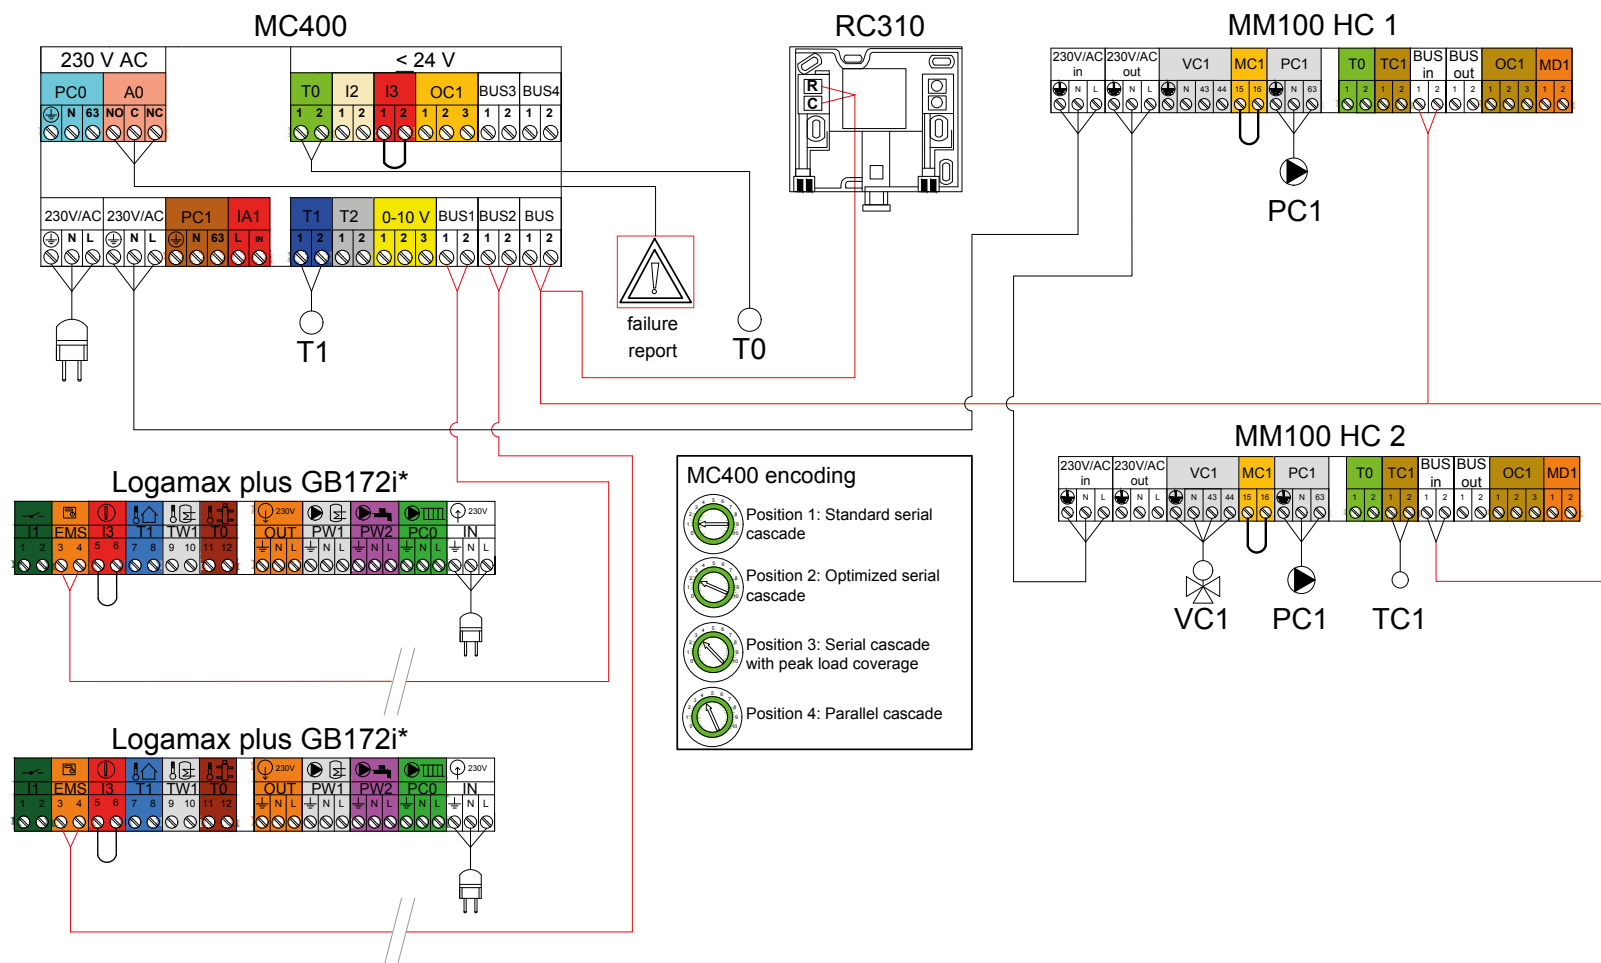 MC400
230 V AC
< 24 V
PC0 A0
N 63 NO C NC
T0 I2 I3 OC1 BUS3 BUS4
1 2 1 2 1 2 1 2 3 1 2 1 2
230V/AC 230V/AC PC1 IA1
N L N L N 63 L IN
T1 T2 0-10 V BUS1 BUS2 BUS
1 2 1 2 1 2 3 1 2 1 2 1 2
T1
failure
report
T0
RC310
R
C
MM100 HC 1
230V/AC in 230V/AC out VC1 MC1 PC1 T0 TC1 BUS in BUS out OC1 MD1
N L N L N 43 44 15 16 N 63 1 2 1 2 1 2 1 2 1 2 3 1 2
PC1
MM100 HC 2
230V/AC in 230V/AC out VC1 MC1 PC1 T0 TC1 BUS in BUS out OC1 MD1
N L N L N 43 44 15 16 N 63 1 2 1 2 1 2 1 2 1 2 3 1 2
VC1 PC1 TC1
Logamax plus GB172i*
230V 230V
I1 EMS I3 T1 TW1 T0 OUT PW1 PW2 PC0 IN
1 2 3 4 5 6 7 8 9 10 11 12 N L N L N L N L N L
Logamax plus GB172i*
230V 230V
I1 EMS I3 T1 TW1 T0 OUT PW1 PW2 PC0 IN
1 2 3 4 5 6 7 8 9 10 11 12 N L N L N L N L N L
MC400 encoding
Position 1: Standard serial
cascade
Position 2: Optimized serial
cascade
Position 3: Serial cascade
with peak load coverage
Position 4: Parallel cascade